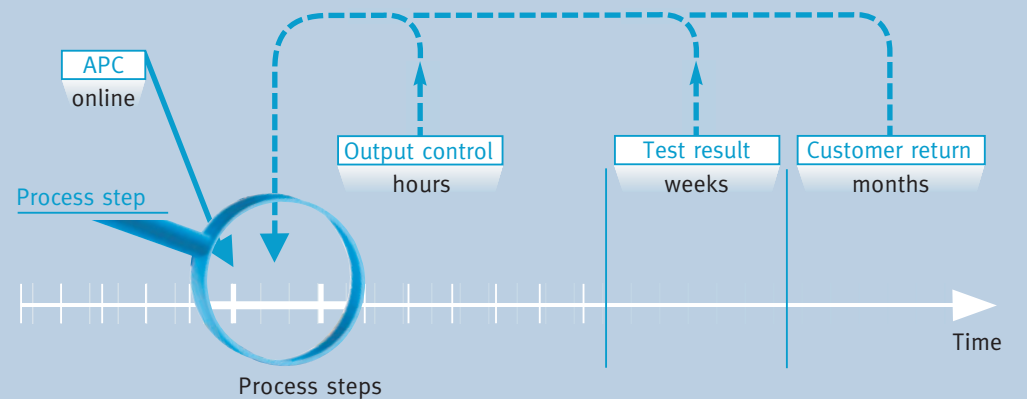 APC
online
Output control
hours
Test result
weeks
Customer return
months
Process step
Time
Process steps